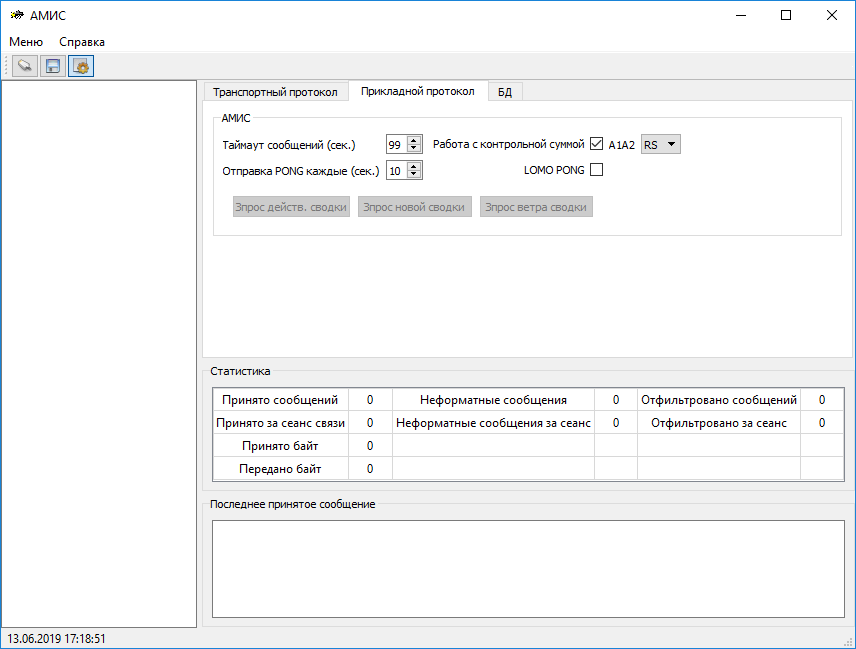 АМИС
Меню Справка
Транспортный протокол Прикладной протокол БД
АМИС
Таймаут сообщений (сек.) 99 Работа с контрольной суммой A1A2 RS
Отправка PONG каждые (сек.) 10 LOMO PONG
Зпрос действ. сводки Зпрос новой сводки Зпрос ветра сводки
Статистика
Принято сообщений 0 Неформатные сообщения 0 Отфильтровано сообщений 0
Принято за сеанс связи 0 Неформатные сообщения за сеанс 0 Отфильтровано за сеанс 0
Принято байт 0
Передано байт 0
Последнее принятое сообщение
13.06.2019 17:18:51